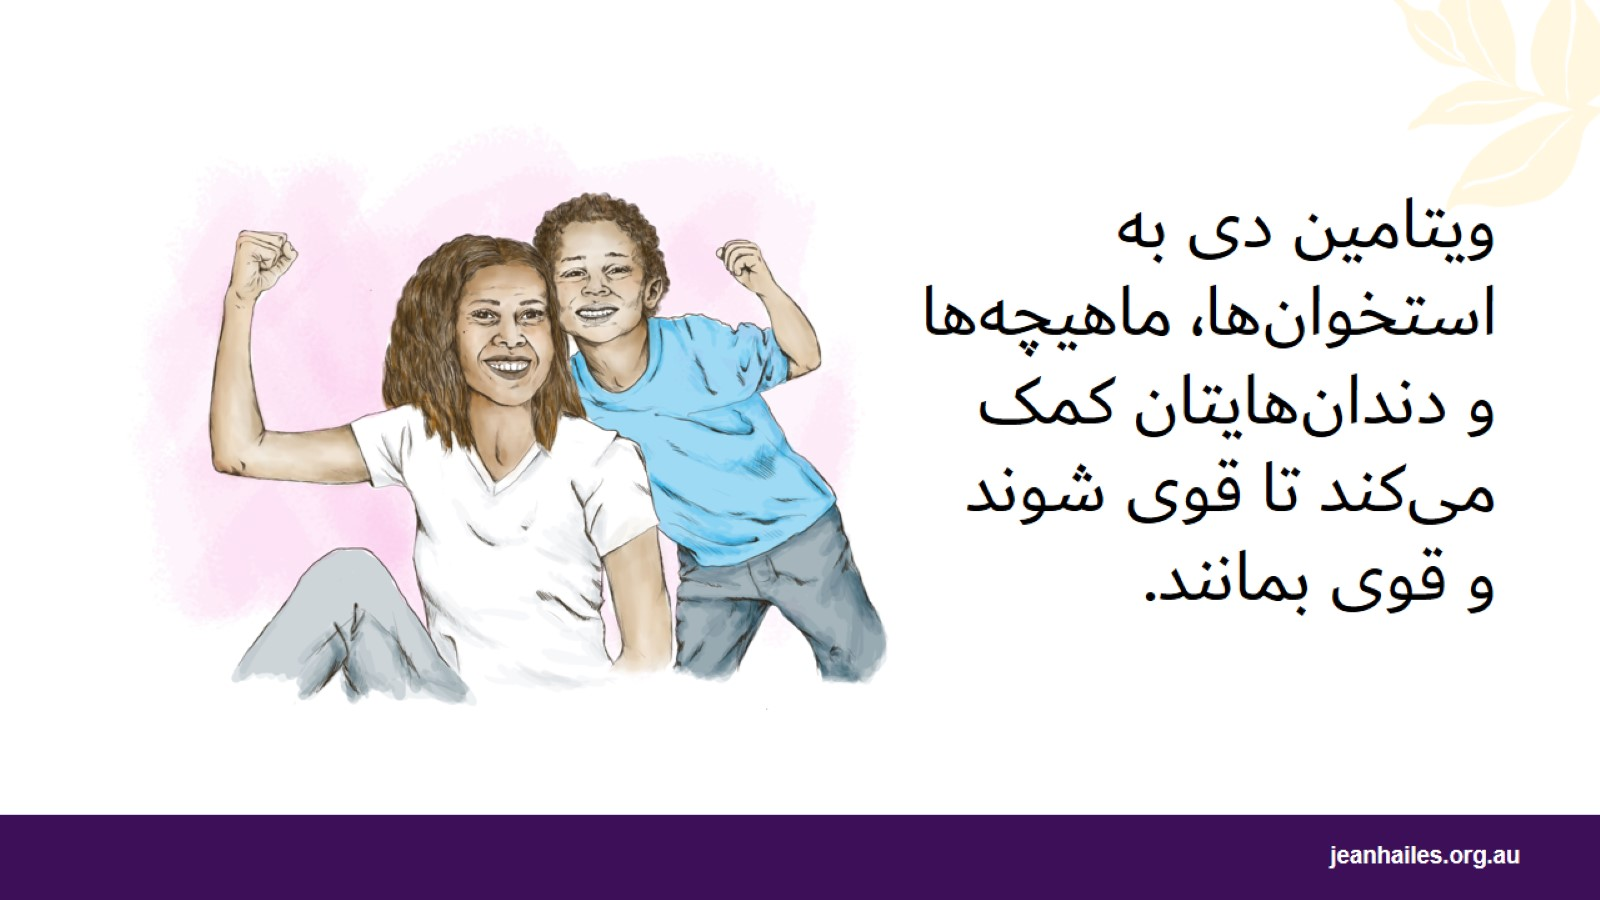 ویتامین دی به
استخوان‌ها، ماهیچه‌ها
و دندان‌هایتان کمک
می‌کند تا قوی شوند
و قوی بمانند.
jeanhailes.org.au